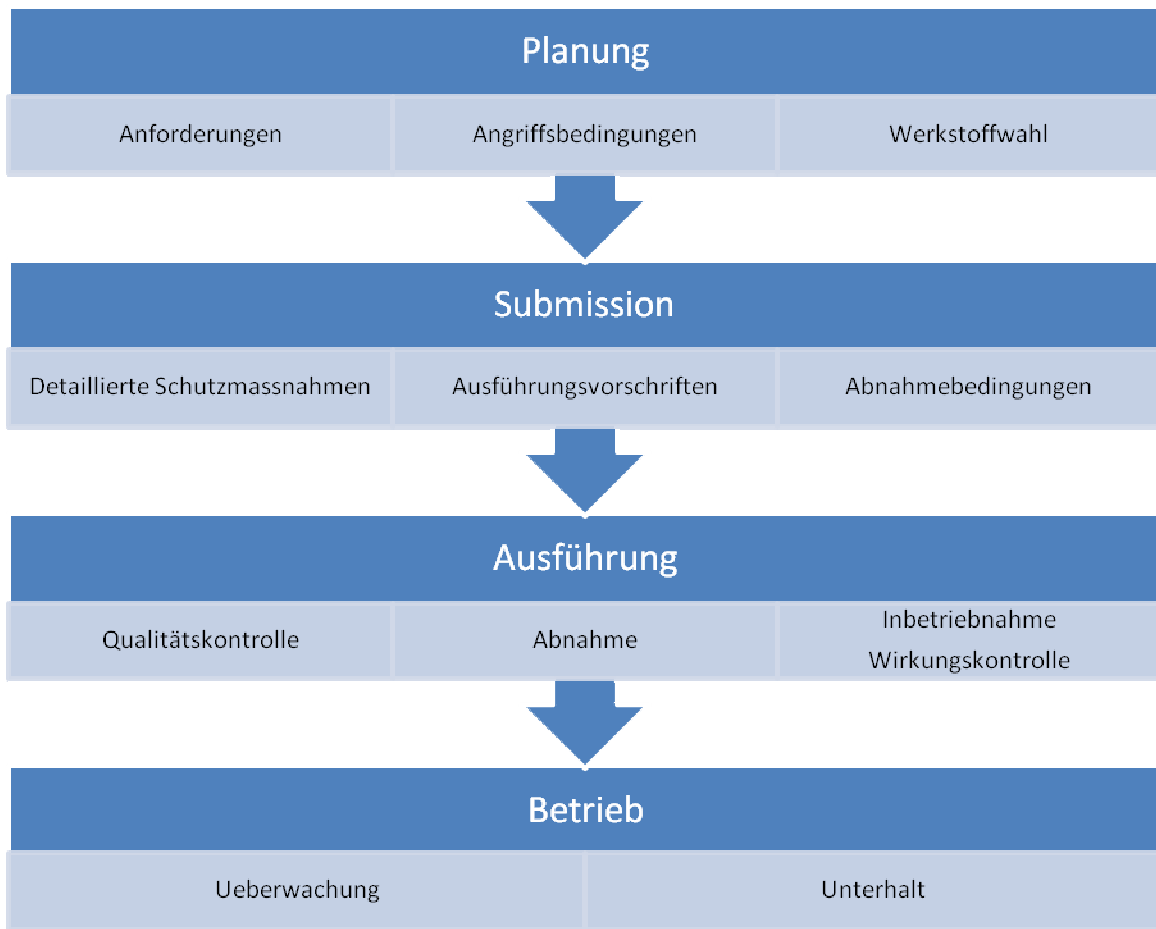 Planung
Anforderungen
Angriffsbedingungen
Werkstoffwahl
Submission
Detaillierte Schutzmassnahmen
Ausführungsvorschriften
Abnahmebedingungen
Ausführung
Qualitätskontrolle
Abnahme
Inbetriebnahme
Wirkungskontrolle
Betrieb
Ueberwachung
Unterhalt